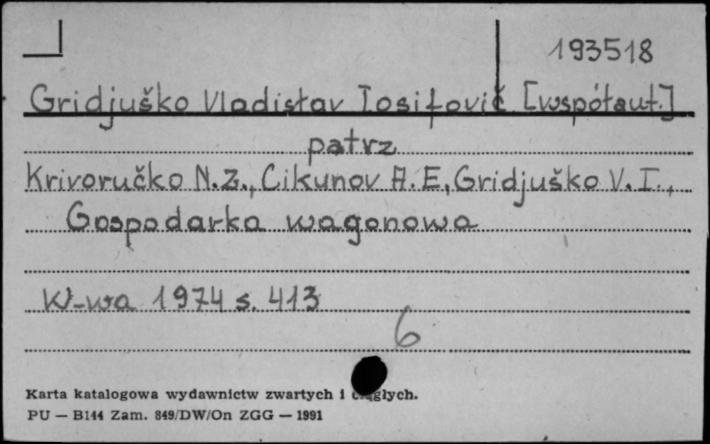 193518
Gridjuško Vladisłav Iosifovič [współaut.]
patrz
Krivoručko N.Z., Cikunov A.E., Gridjuško V.I.,
Gospodarka wagonowa
W-wa 1974 s. 413
6
Karta katalogowa wydawnictw zwartych i ciągłych.
PU — B144 Zam. 849/DW/On ZGG — 1991